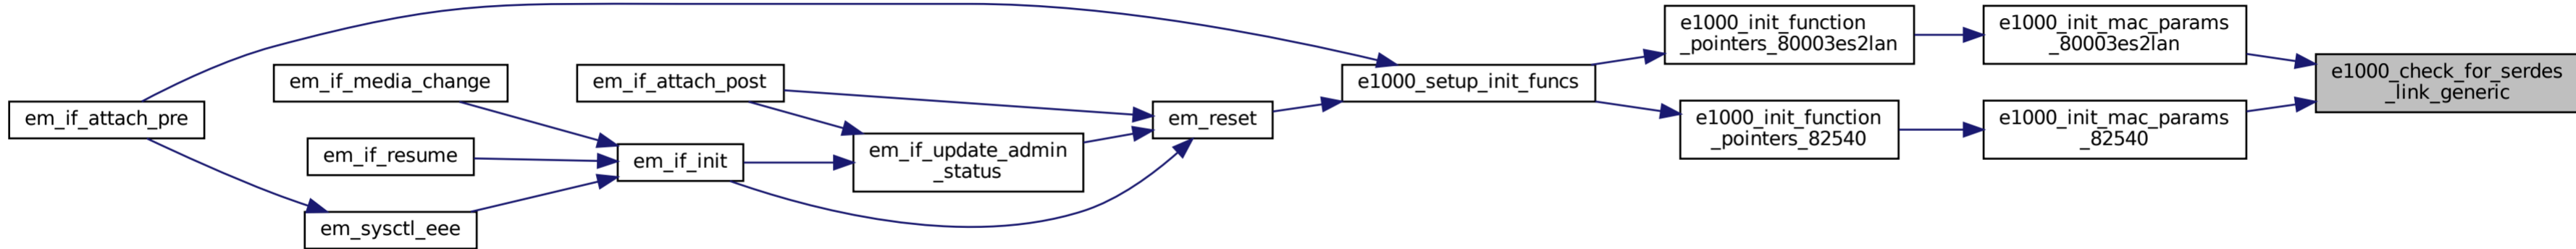 em_if_attach_pre
em_if_media_change
em_if_resume
em_sysctl_eee
em_if_attach_post
em_if_init
em_if_update_admin
_status
em_reset
e1000_setup_init_funcs
e1000_init_function
_pointers_80003es2lan
e1000_init_function
_pointers_82540
e1000_init_mac_params
_80003es2lan
e1000_init_mac_params
_82540
e1000_check_for_serdes
_link_generic